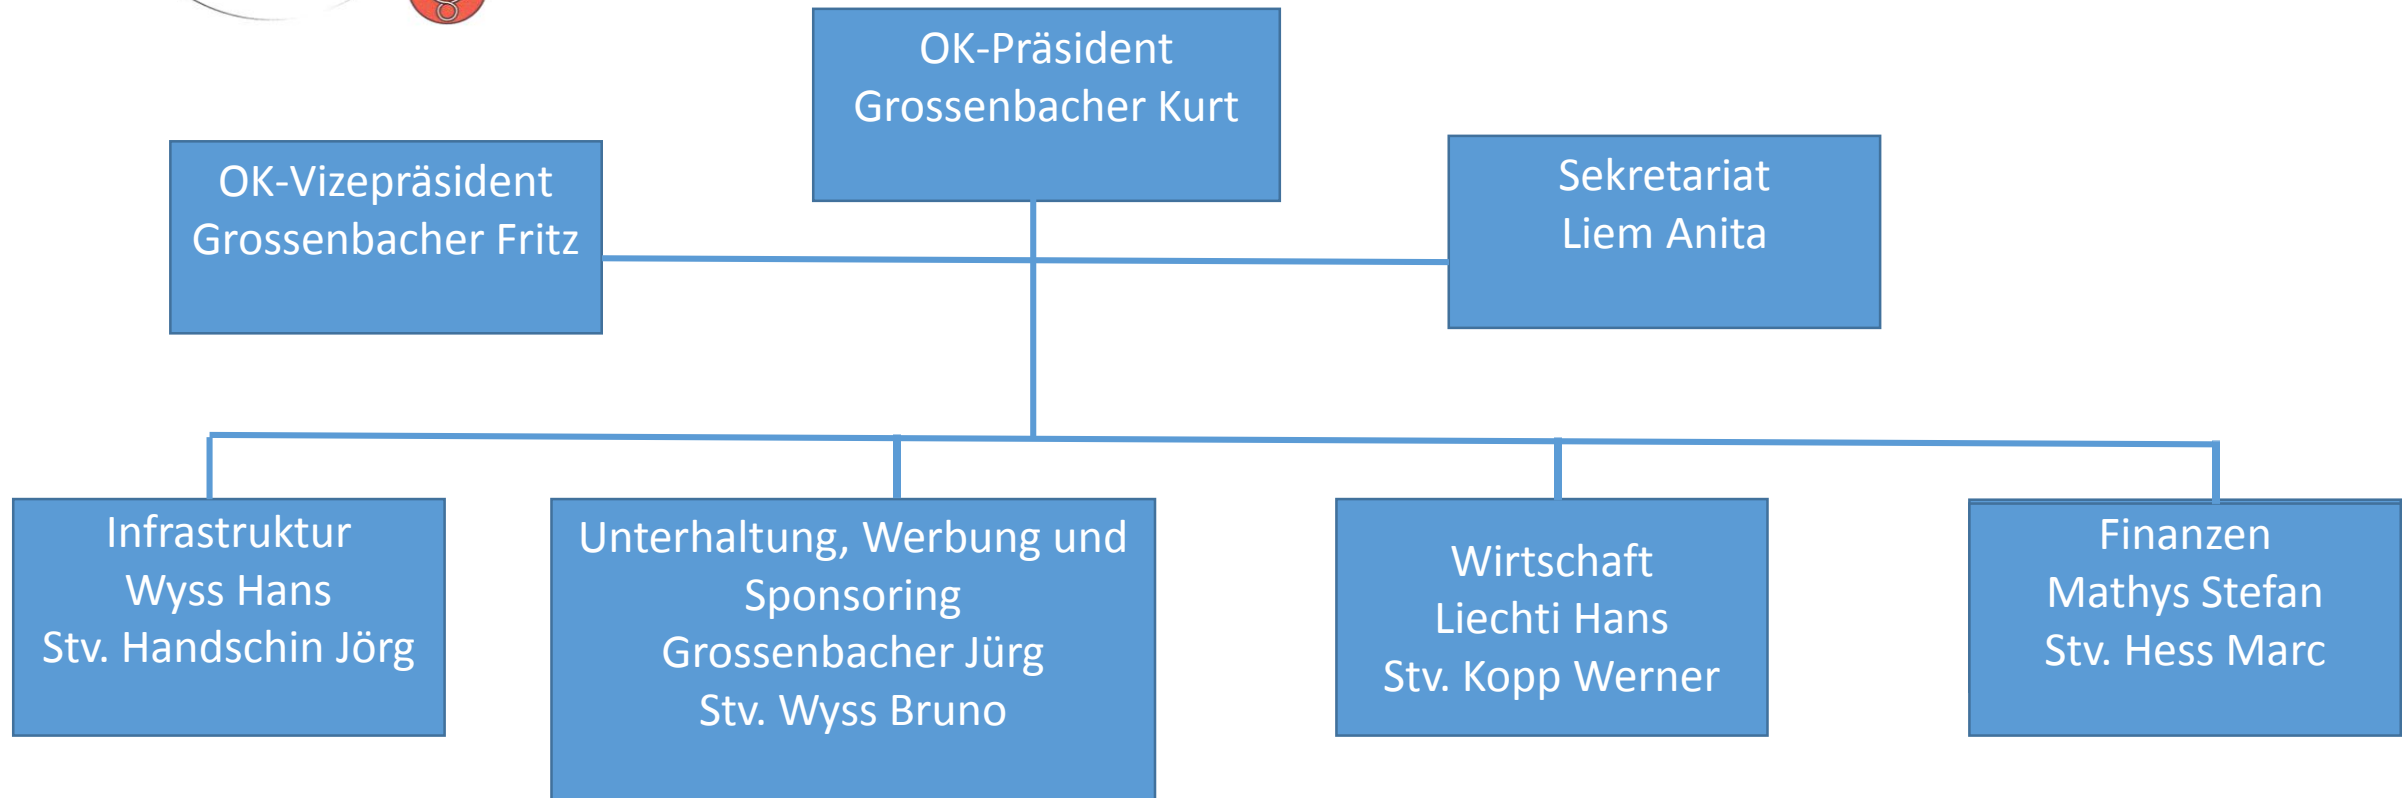 OK-Präsident
Grossenbacher Kurt
OK-Vizepräsident
Grossenbacher Fritz
Sekretariat
Liem Anita
Infrastruktur
Wyss Hans
Stv. Handschin Jörg
Unterhaltung, Werbung und
Sponsoring
Grossenbacher Jürg
Stv. Wyss Bruno
Wirtschaft
Liechti Hans
Stv. Kopp Werner
Finanzen
Mathys Stefan
Stv. Hess Marc